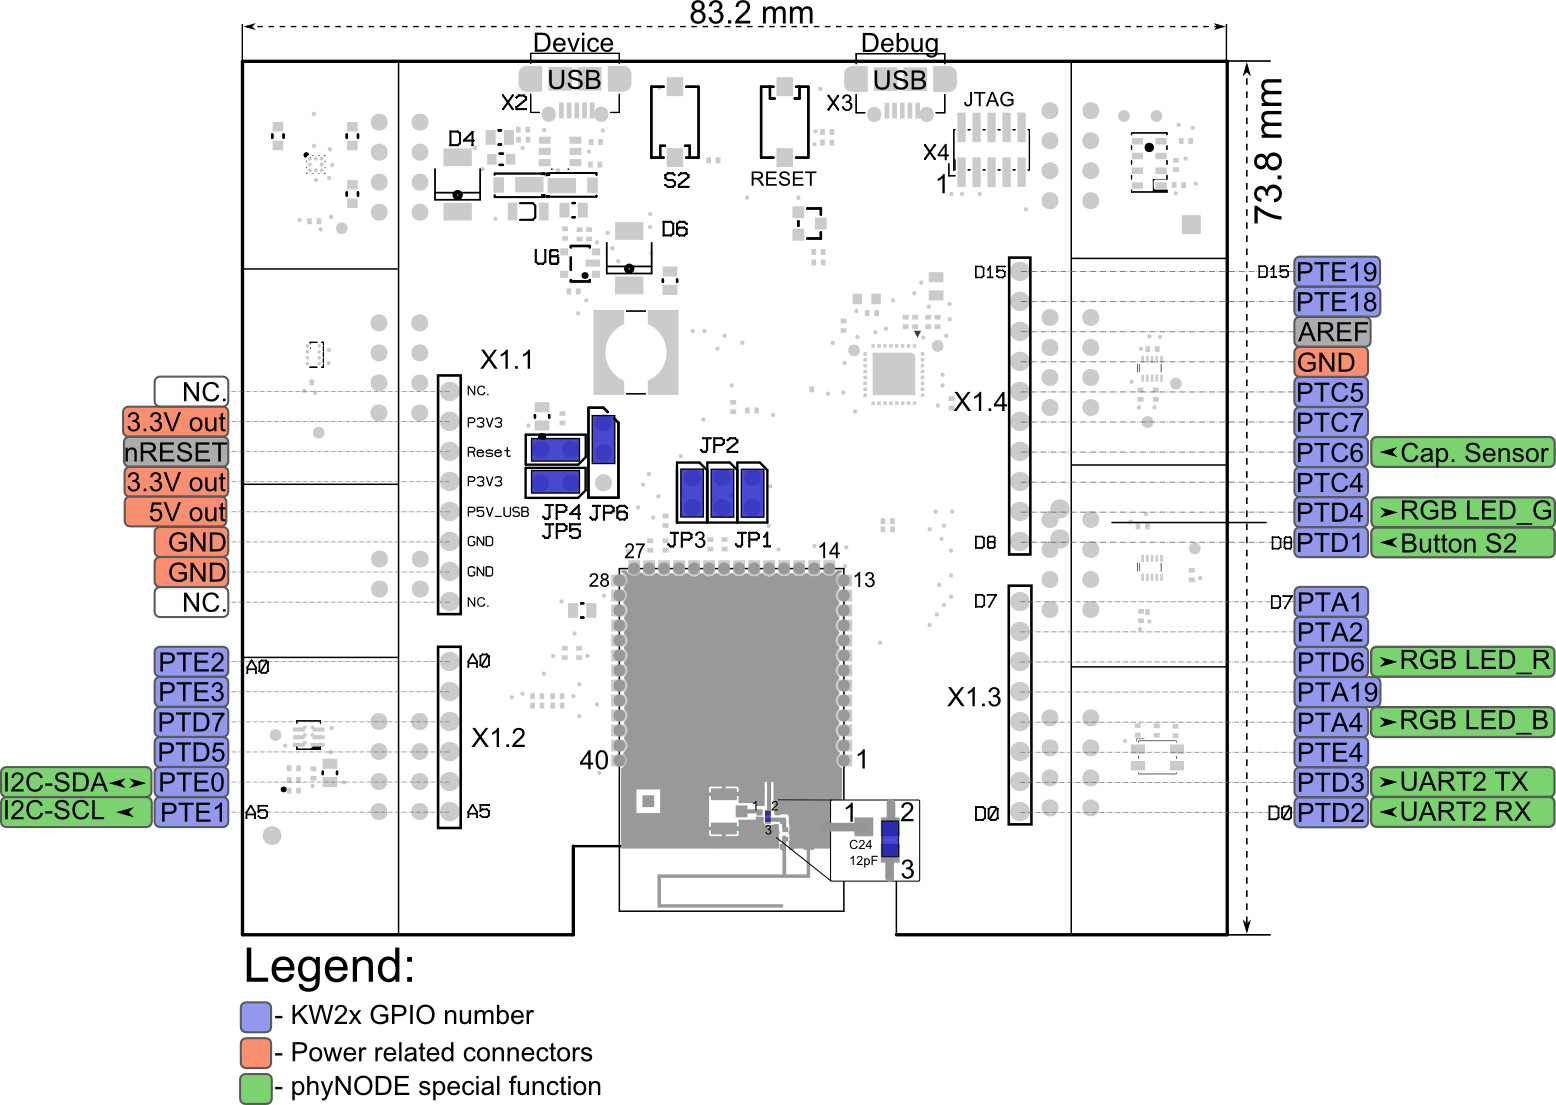 83.2 mm
Device
Debug
USB
USB
X2
X3
JTAG
D4
X4
1
S2
RESET
73.8 mm
D6
U6
D15
D15
PTE19
PTE18
AREF
GND
PTC5
PTC7
PTC6
Cap. Sensor
PTC4
PTD4
RGB LED_G
D8
D8
PTD1
Button S2
X1.4
X1.1
NC.
NC.
3.3V out
P3V3
nRESET
Reset
3.3V out
P3V3
5V out
P5V_USB
GND
GND
GND
GND
NC.
NC.
JP2
JP4
JP6
JP5
JP3
JP1
27
14
28
13
D7
D7
PTA1
PTA2
PTD6
RGB LED_R
X1.3
PTA19
PTA4
RGB LED_B
PTE4
PTD3
UART2 TX
D0
D0
PTD2
UART2 RX
PTE2
A0
A0
PTE3
PTD7
X1.2
PTD5
I2C-SDA
PTE0
I2C-SCL
PTE1
A5
A5
40
1
1
2
3
1
2
C24
12pF
3
Legend:
- KW2x GPIO number
- Power related connectors
- phyNODE special function